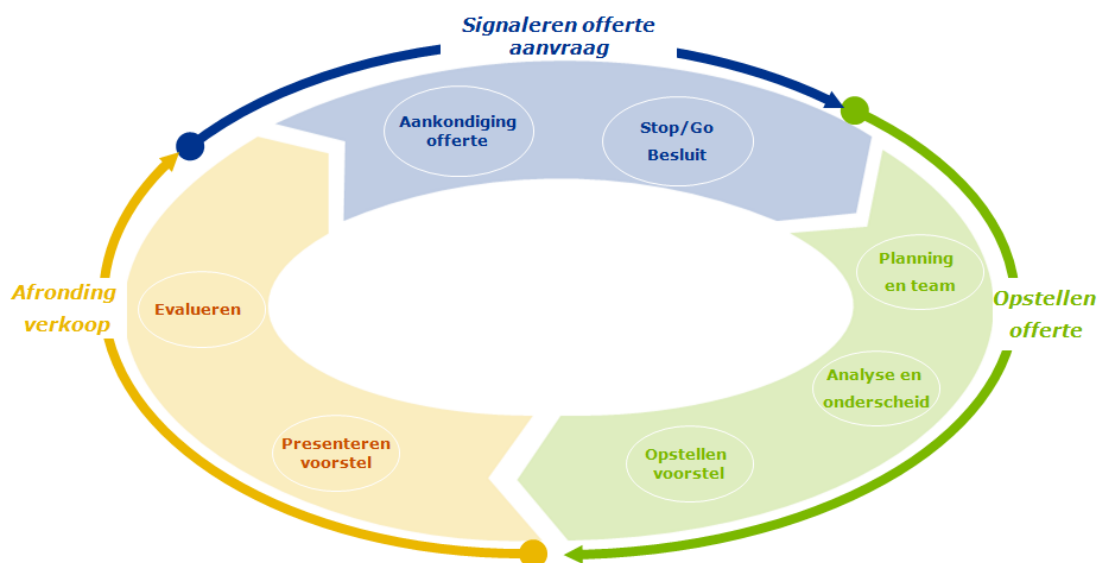 Signaleren offerte
aanvraag
Aankondiging
offerte
Stop/Go
Besluit
Planning
en team
Opstellen
offerte
Analyse en
onderscheid
Opstellen
voorstel
Presenteren
voorstel
Evalueren
Afronding
verkoop